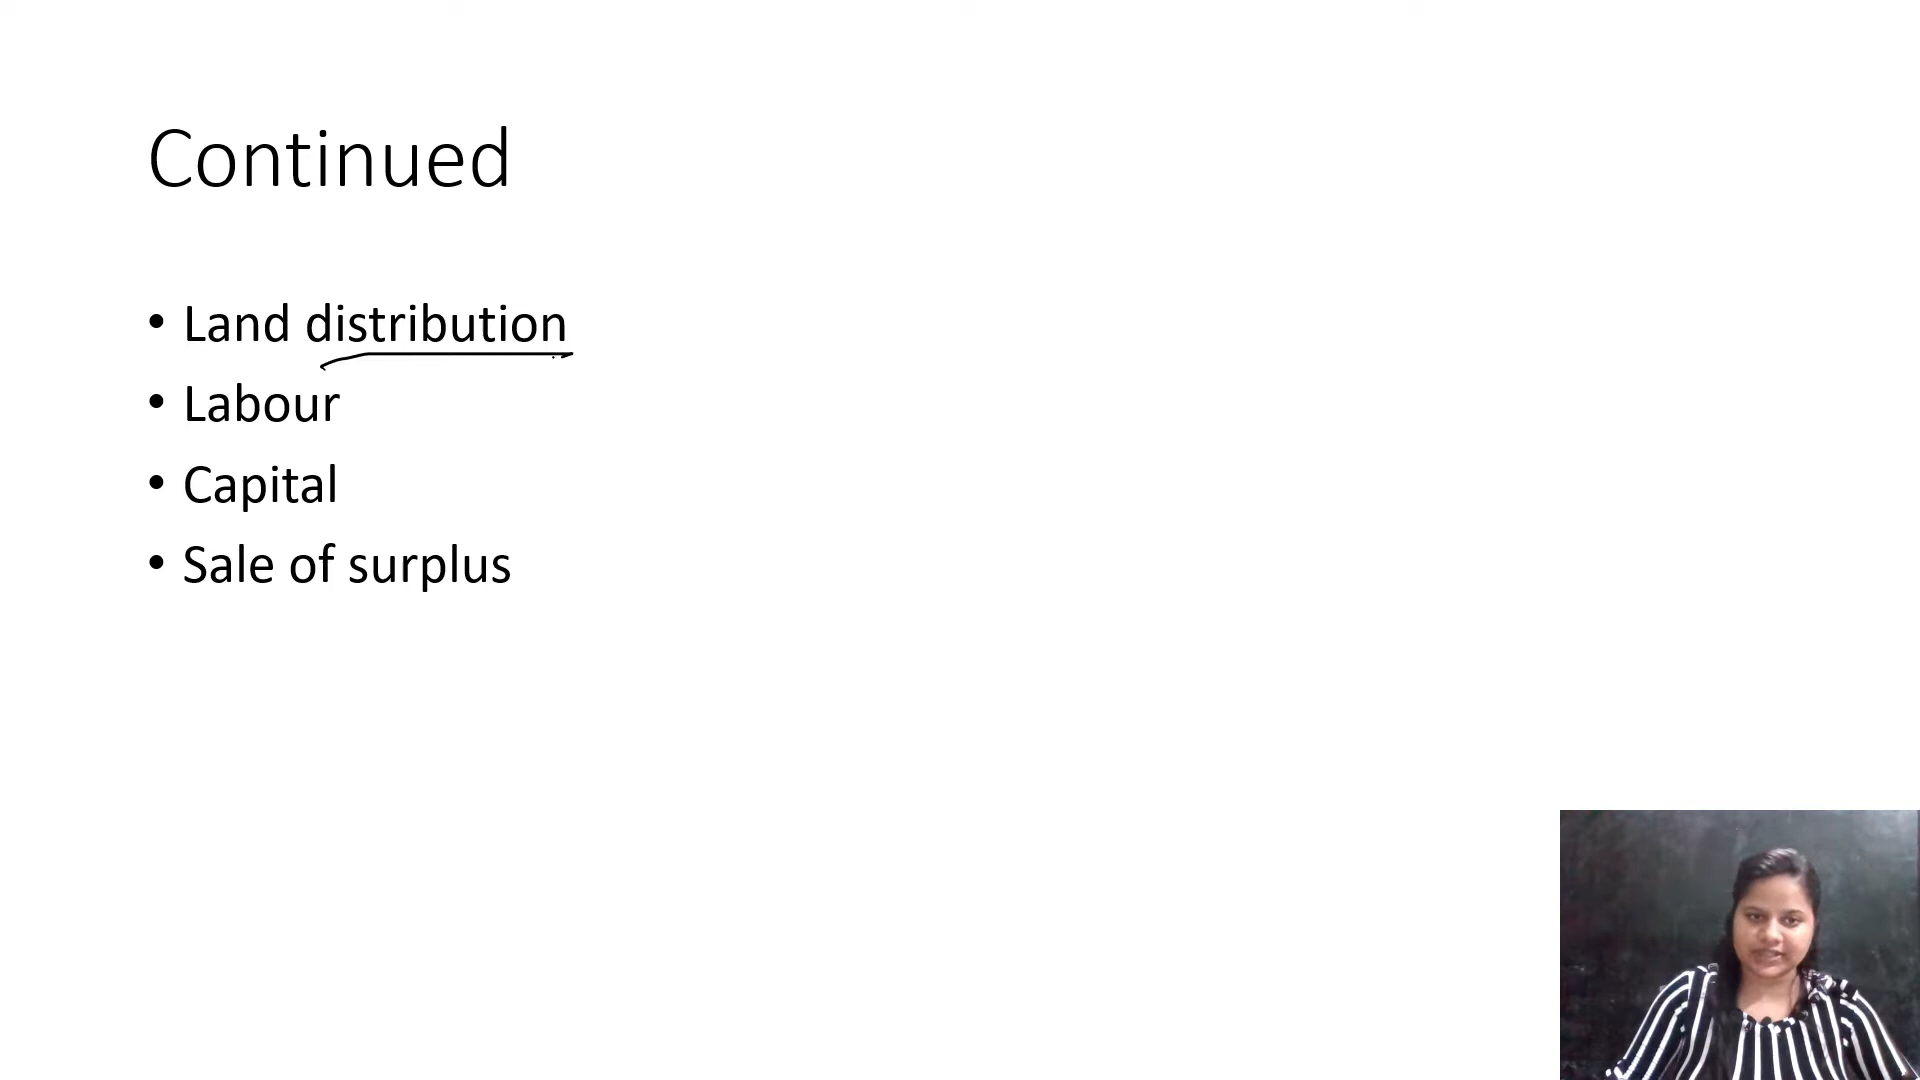 Continued
• Land distribution
• Labour
• Capital
• Sale of surplus